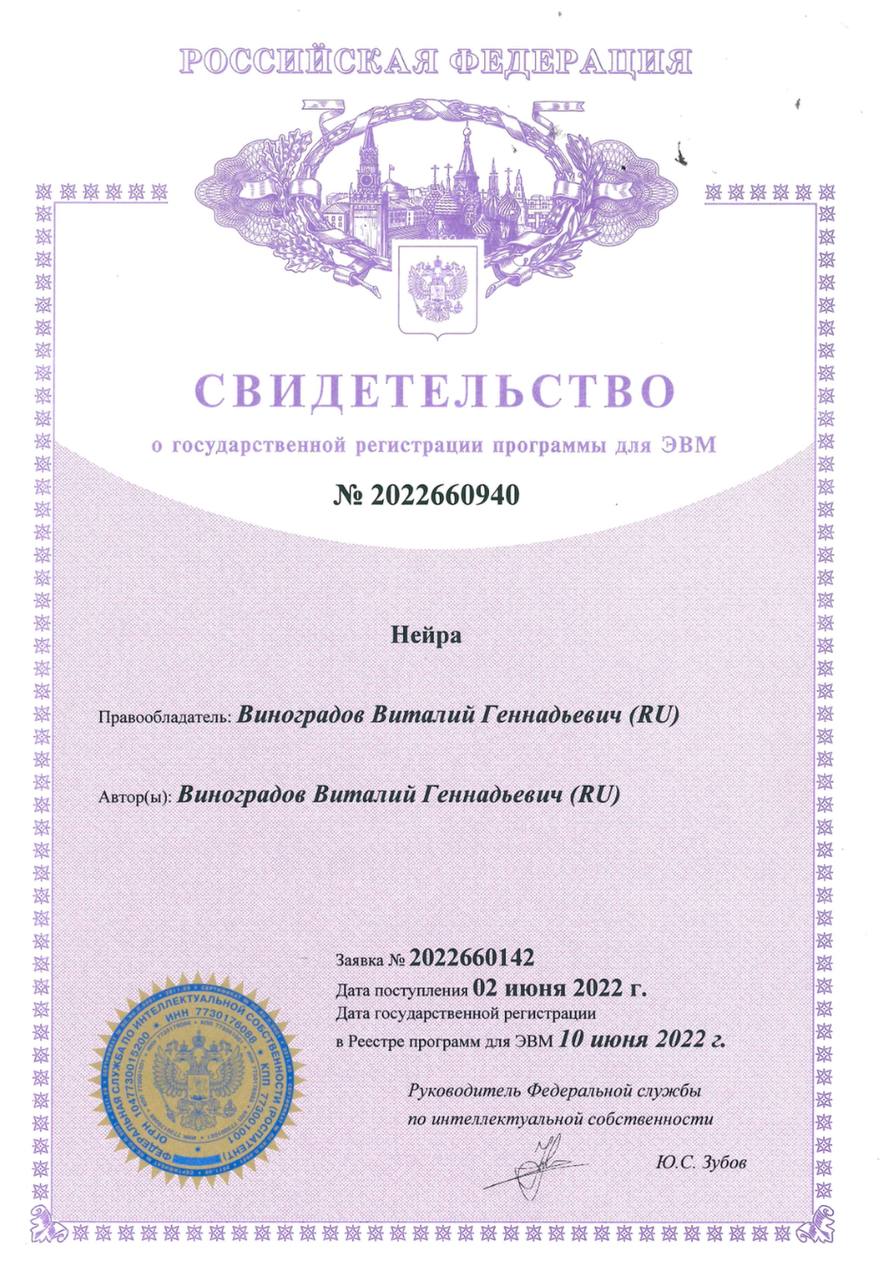 РОССИЙСКАЯ ФЕДЕРАЦИЯ
СВИДЕТЕЛЬСТВО
о государственной регистрации программы для ЭВМ
№ 2022660940
Нейра
Правообладатель: Виноградов Виталий Геннадьевич (RU)
Автор(ы): Виноградов Виталий Геннадьевич (RU)
Заявка № 2022660142
Дата поступления 02 июня 2022 г.
Дата государственной регистрации
в Реестре программ для ЭВМ 10 июня 2022 г.
Руководитель Федеральной службы
по интеллектуальной собственности
Ю.С. Зубов
ФЕДЕРАЛЬНАЯ СЛУЖБА ПО ИНТЕЛЛЕКТУАЛЬНОЙ СОБСТВЕННОСТИ (РОСПАТЕНТ)
ОГРН 1047730015200 * ИНН 7730176088 * КПП 773001001